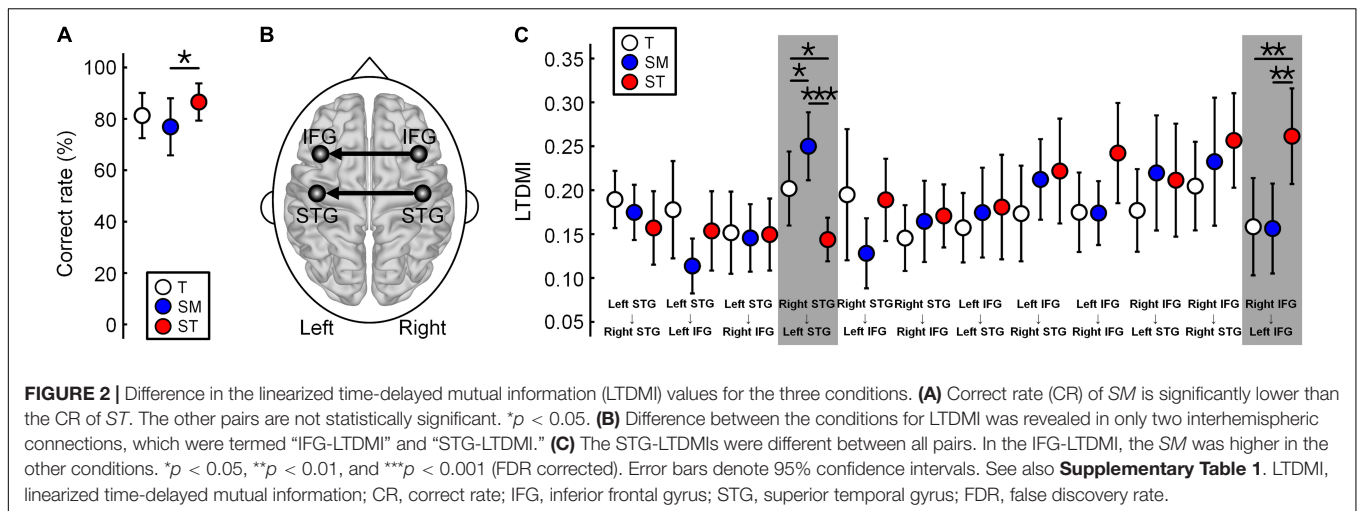 A
B
C
Correct rate (%)
100
80
60
40
20
0
*
T
SM
ST
IFG
IFG
STG
STG
Left
Right
LTDMI
0.35
0.30
0.25
0.20
0.15
0.10
0.05
T
SM
ST
*
*
***
**
**
Left STG
↓
Right STG
Left STG
↓
Left IFG
Left STG
↓
Right IFG
Right STG
↓
Left STG
Right STG
↓
Left IFG
Right STG
↓
Right IFG
Left IFG
↓
Left STG
Left IFG
↓
Right STG
Left IFG
↓
Right IFG
Right IFG
↓
Left STG
Right IFG
↓
Right STG
Right IFG
↓
Left IFG
FIGURE 2 | Difference in the linearized time-delayed mutual information (LTDMI) values for the three conditions. (A) Correct rate (CR) of SM is significantly lower than
the CR of ST. The other pairs are not statistically significant. *p < 0.05. (B) Difference between the conditions for LTDMI was revealed in only two interhemispheric
connections, which were termed “IFG-LTDMI” and “STG-LTDMI.” (C) The STG-LTDMIs were different between all pairs. In the IFG-LTDMI, the SM was higher in the
other conditions. *p < 0.05, **p < 0.01, and ***p < 0.001 (FDR corrected). Error bars denote 95% confidence intervals. See also Supplementary Table 1. LTDMI,
linearized time-delayed mutual information; CR, correct rate; IFG, inferior frontal gyrus; STG, superior temporal gyrus; FDR, false discovery rate.